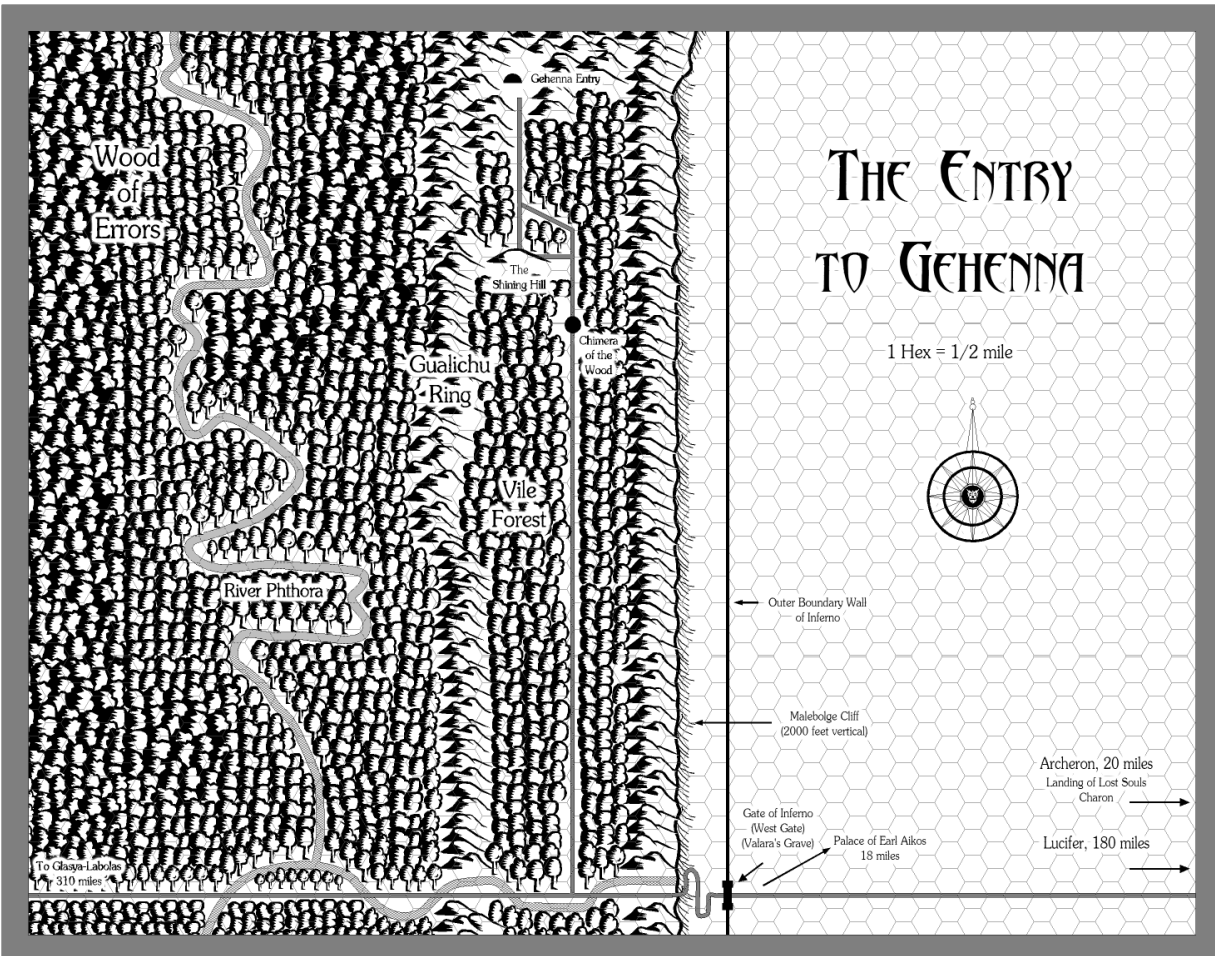 Gehenna Entry
Wood
of
Errors
The
Shining Hill
Chimera
of the
Wood
Gualichu
Ring
Vile
Forest
River Phthora
To Glasya-Labolas
310 miles
The Entry
to Gehenna
1 Hex = 1/2 mile
Outer Boundary Wall
of Inferno
Malebolge Cliff
(2000 feet vertical)
Archeron, 20 miles
Landing of Lost Souls
Charon
Gate of Inferno
(West Gate)
(Valara's Grave)
Palace of Earl Aikos
18 miles
Lucifer, 180 miles